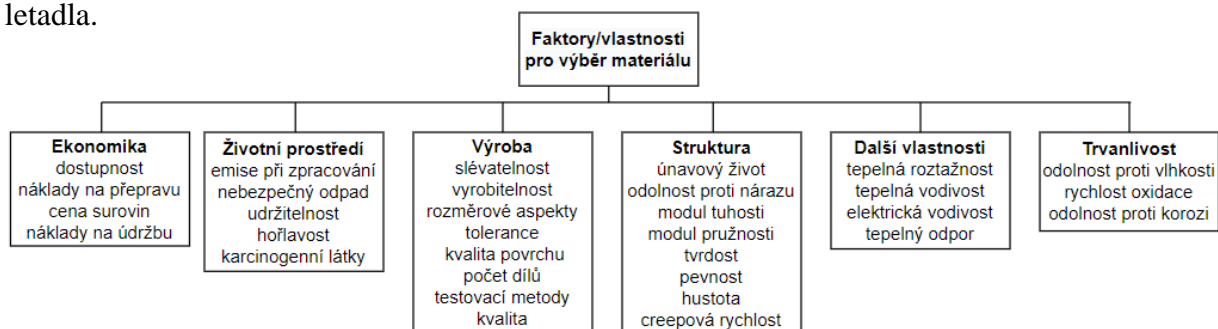 letadla.
Faktory/vlastnosti
pro výběr materiálu
Ekonomika
dostupnost
náklady na přepravu
cena surovin
náklady na údržbu
Životní prostředí
emise při zpracování
nebezpečný odpad
udržitelnost
hořlavost
karcinogenní látky
Výroba
slévatelnost
vyrobitelnost
rozměrové aspekty
tolerance
kvalita povrchu
počet dílů
testovací metody
kvalita
Struktura
únavový život
odolnost proti nárazu
modul tuhosti
modul pružnosti
tvrdost
pevnost
hustota
creepová rychlost
Další vlastnosti
tepelná roztažnost
tepelná vodivost
elektrická vodivost
tepelný odpor
Trvanlivost
odolnost proti vlhkosti
rychlost oxidace
odolnost proti korozi